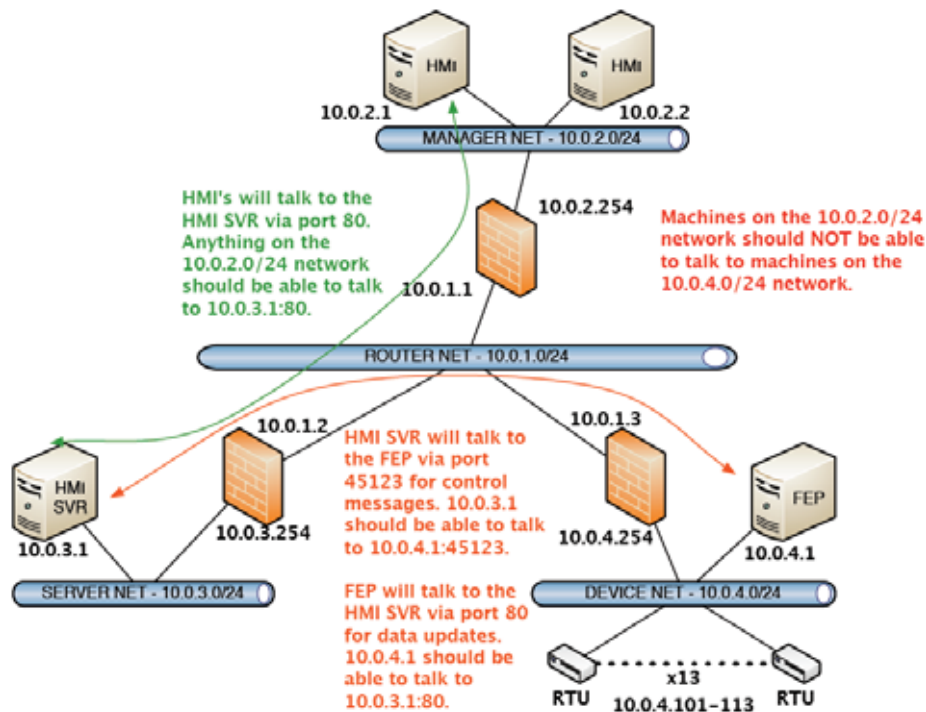 HMI
HMI
10.0.2.1
10.0.2.2
MANAGER NET - 10.0.2.0/24
HMI's will talk to the
HMI SVR via port 80.
Anything on the
10.0.2.0/24 network
should be able to talk
to 10.0.3.1:80.
10.0.2.254
10.0.1.1
Machines on the 10.0.2.0/24
network should NOT be able
to talk to machines on the
10.0.4.0/24 network.
ROUTER NET - 10.0.1.0/24
10.0.1.2
10.0.1.3
HMI
SVR
10.0.3.1
10.0.3.254
HMI SVR will talk to
the FEP via port
45123 for control
messages. 10.0.3.1
should be able to talk
to 10.0.4.1:45123.
10.0.4.254
FEP
10.0.4.1
SERVER NET - 10.0.3.0/24
DEVICE NET - 10.0.4.0/24
FEP will talk to the
HMI SVR via port 80
for data updates.
10.0.4.1 should be
able to talk to
10.0.3.1:80.
RTU
x13
10.0.4.101-113
RTU